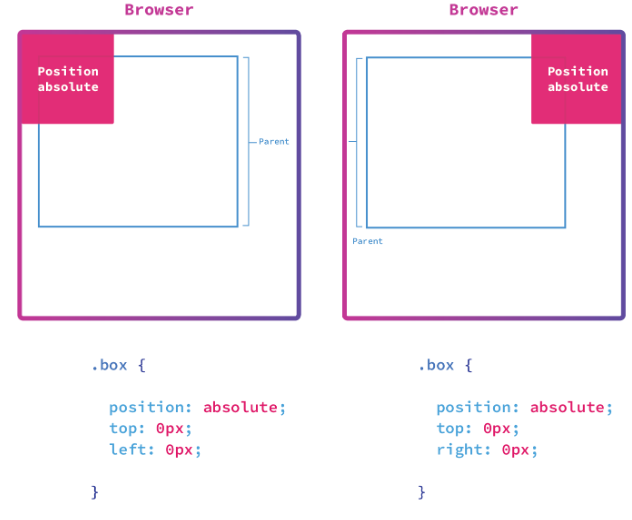 Browser
Position
absolute
Parent
.box {
position: absolute;
top: 0px;
left: 0px;
}
Browser
Position
absolute
Parent
.box {
position: absolute;
top: 0px;
right: 0px;
}